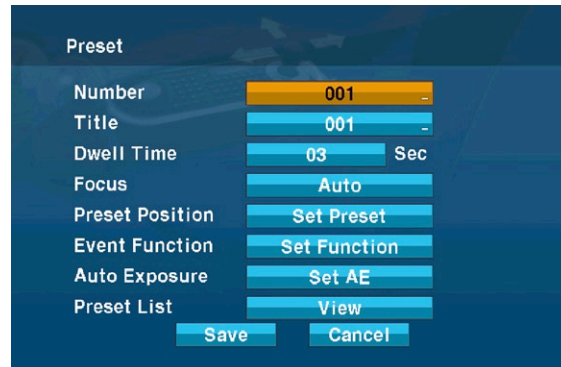 Preset
Number 001 _
Title 001 _
Dwell Time 03 Sec
Focus Auto
Preset Position Set Preset
Event Function Set Function
Auto Exposure Set AE
Preset List View
Save Cancel